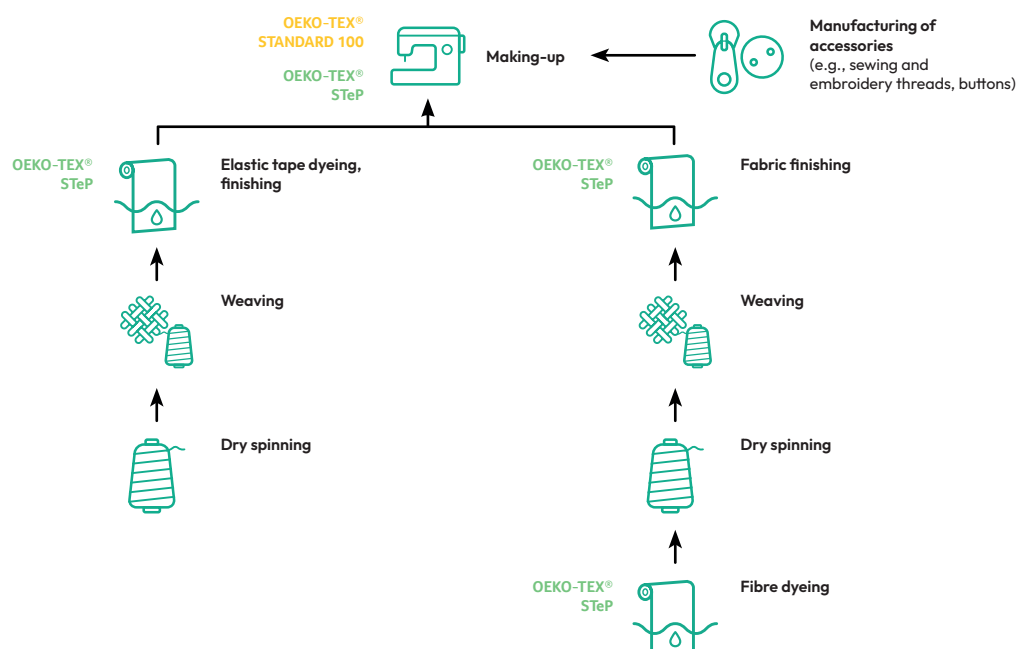 OEKO-TEX®
STANDARD 100
OEKO-TEX®
STeP
Making-up
Manufacturing of
accessories
(e.g., sewing and
embroidery threads, buttons)
OEKO-TEX®
STeP
Elastic tape dyeing,
finishing
OEKO-TEX®
STeP
Fabric finishing
Weaving
Weaving
Dry spinning
Dry spinning
OEKO-TEX®
STeP
Fibre dyeing